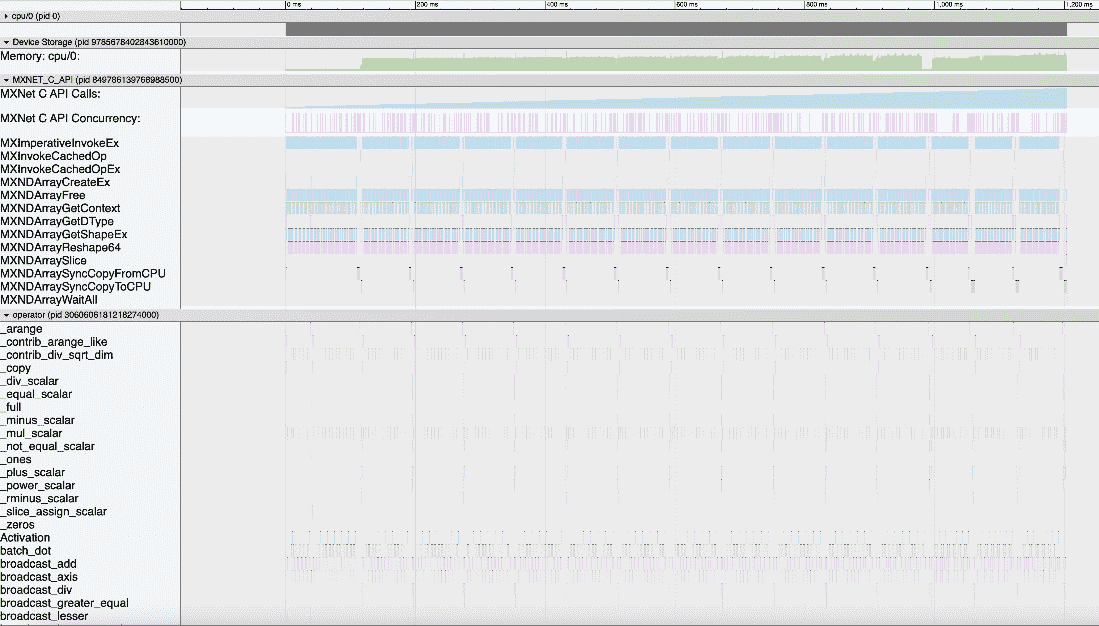 0 ms 200 ms 400 ms 600 ms 800 ms 1,000 ms 1,200 ms
cpu/0 (pid 0)
Device Storage (pid 9785678402843610000)
Memory: cpu/0:
MXNET_C_API (pid 849786139768988500)
MXNet C API Calls:
MXNet C API Concurrency:
MXImperativeInvokeEx
MXInvokeCachedOp
MXInvokeCachedOpEx
MXNDArrayCreateEx
MXNDArrayFree
MXNDArrayGetContext
MXNDArrayGetDType
MXNDArrayGetShapeEx
MXNDArrayReshape64
MXNDArraySlice
MXNDArraySyncCopyFromCPU
MXNDArraySyncCopyToCPU
MXNDArrayWaitAll
operator (pid 3060606181218274000)
_arange
_contrib_arange_like
_contrib_div_sqrt_dim
_copy
_div_scalar
_equal_scalar
_full
_minus_scalar
_mul_scalar
_not_equal_scalar
_ones
_plus_scalar
_power_scalar
_rminus_scalar
_slice_assign_scalar
_zeros
Activation
batch_dot
broadcast_add
broadcast_axis
broadcast_div
broadcast_greater_equal
broadcast_lesser